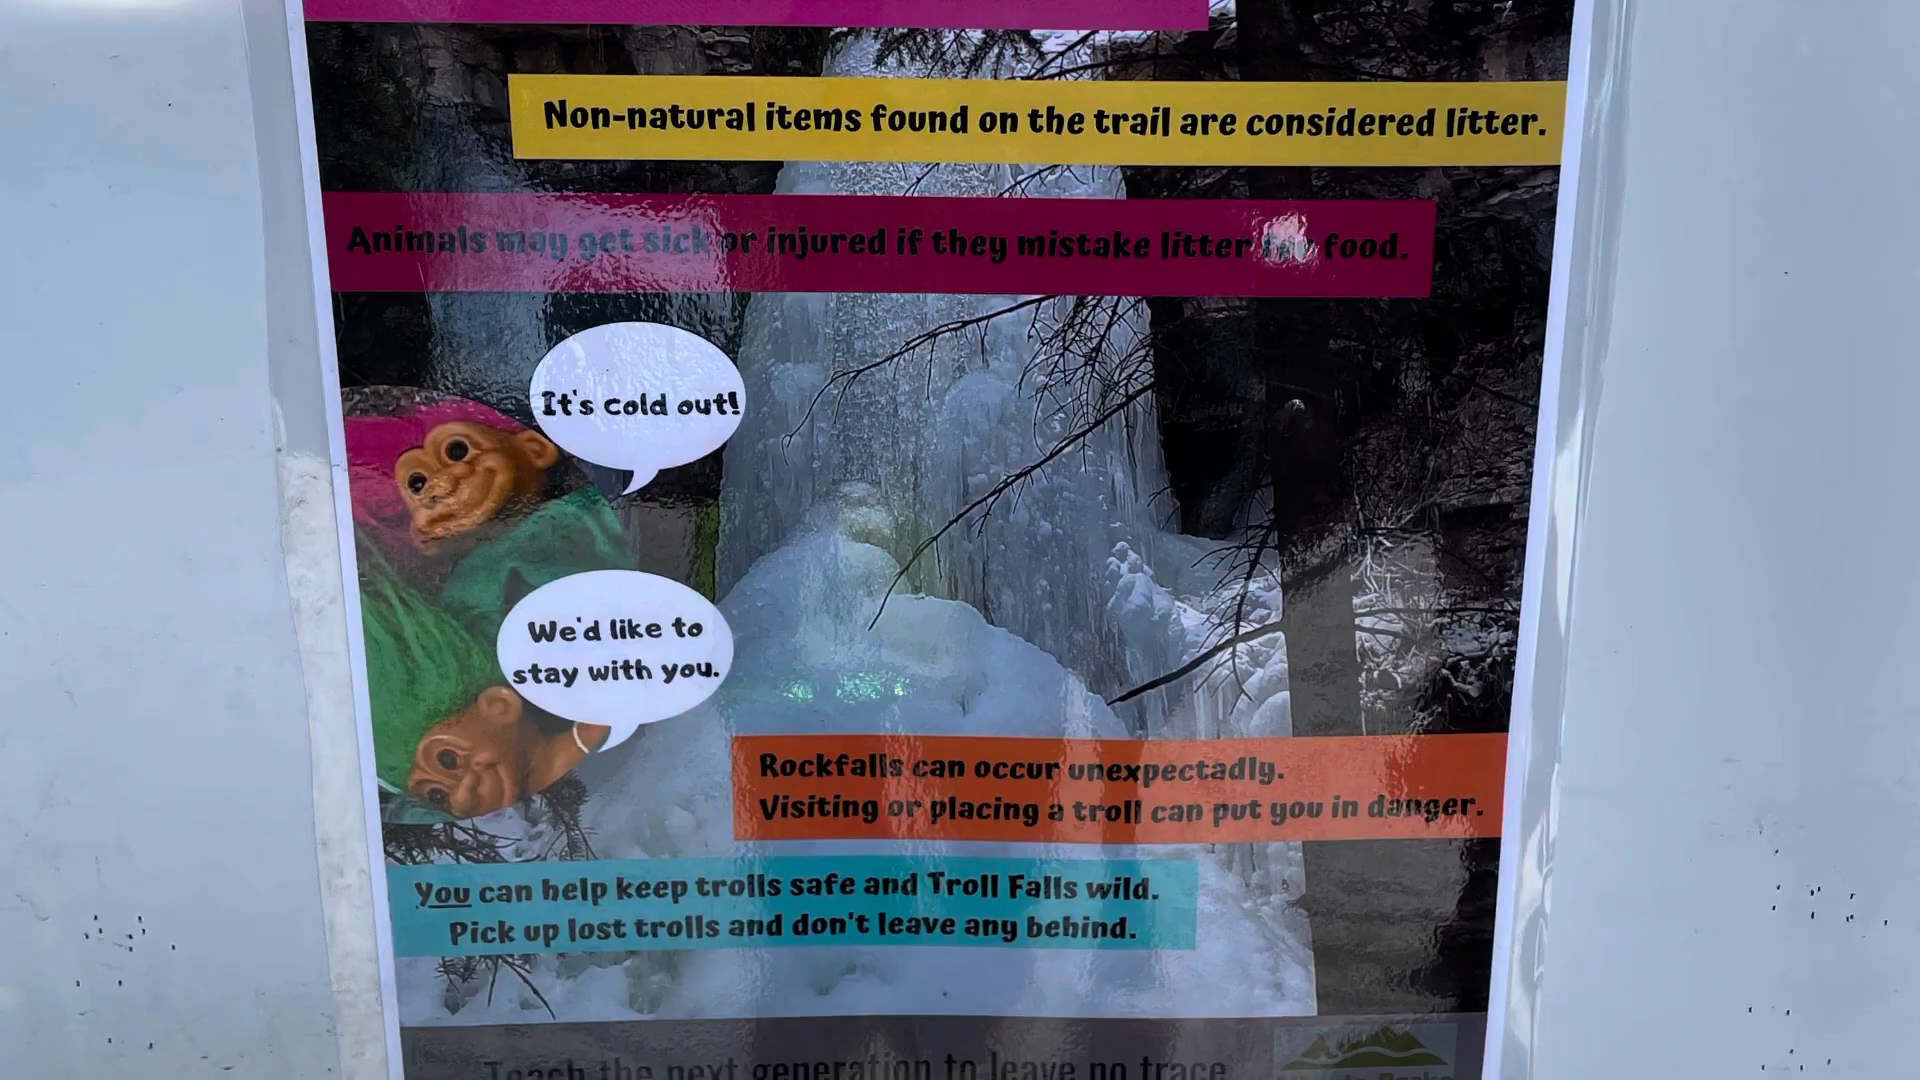 Non-natural items found on the trail are considered litter.
Animals may get sick or injured if they mistake litter for food.
It's cold out!
We'd like to
stay with you.
Rockfalls can occur unexpectadly.
Visiting or placing a troll can put you in danger.
You can help keep trolls safe and Troll Falls wild.
Pick up lost trolls and don't leave any behind.
Teach the next generation to leave no trace